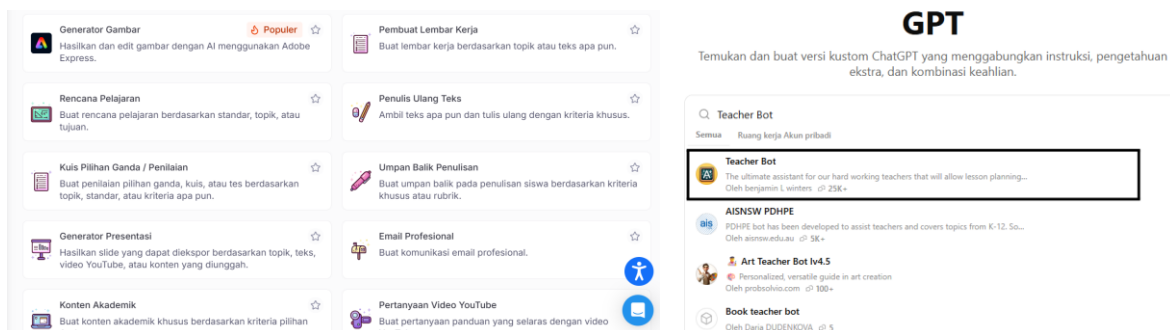 Generator Gambar
Populer
Hasilkan dan edit gambar dengan AI menggunakan Adobe
Express.
Pembuat Lembar Kerja
Buat lembar kerja berdasarkan topik atau teks apa pun.
Rencana Pelajaran
Buat rencana pelajaran berdasarkan standar, topik, atau
tujuan.
Penulis Ulang Teks
Ambil teks apa pun dan tulis ulang dengan kriteria khusus.
Kuis Pilihan Ganda / Penilaian
Buat penilaian pilihan ganda, kuis, atau tes berdasarkan
topik, standar, atau kriteria apa pun.
Umpan Balik Penulisan
Buat umpan balik pada penulisan siswa berdasarkan kriteria
khusus atau rubrik.
Generator Presentasi
Hasilkan slide yang dapat diekspor berdasarkan topik, teks,
video YouTube, atau konten yang diunggah.
Email Profesional
Buat komunikasi email profesional.
Konten Akademik
Buat konten akademik khusus berdasarkan kriteria pilihan
Pertanyaan Video YouTube
Buat pertanyaan panduan yang selaras dengan video
GPT
Temukan dan buat versi kustom ChatGPT yang menggabungkan instruksi, pengetahuan
ekstra, dan kombinasi keahlian.
Teacher Bot
Semua Ruang kerja Akun pribadi
Teacher Bot
The ultimate assistant for our hard working teachers that will allow lesson planning...
Oleh benjamin L winters 25K+
ais
AISNSW PDHPE
PDHPE bot has been developed to assist teachers and covers topics from K-12. So...
Oleh aisnsw.edu.au 5K+
Art Teacher Bot lv4.5
Personalized, versatile guide in art creation
Oleh probsolvio.com 100+
Book teacher bot
Oleh Daria DUDENKOVA 5